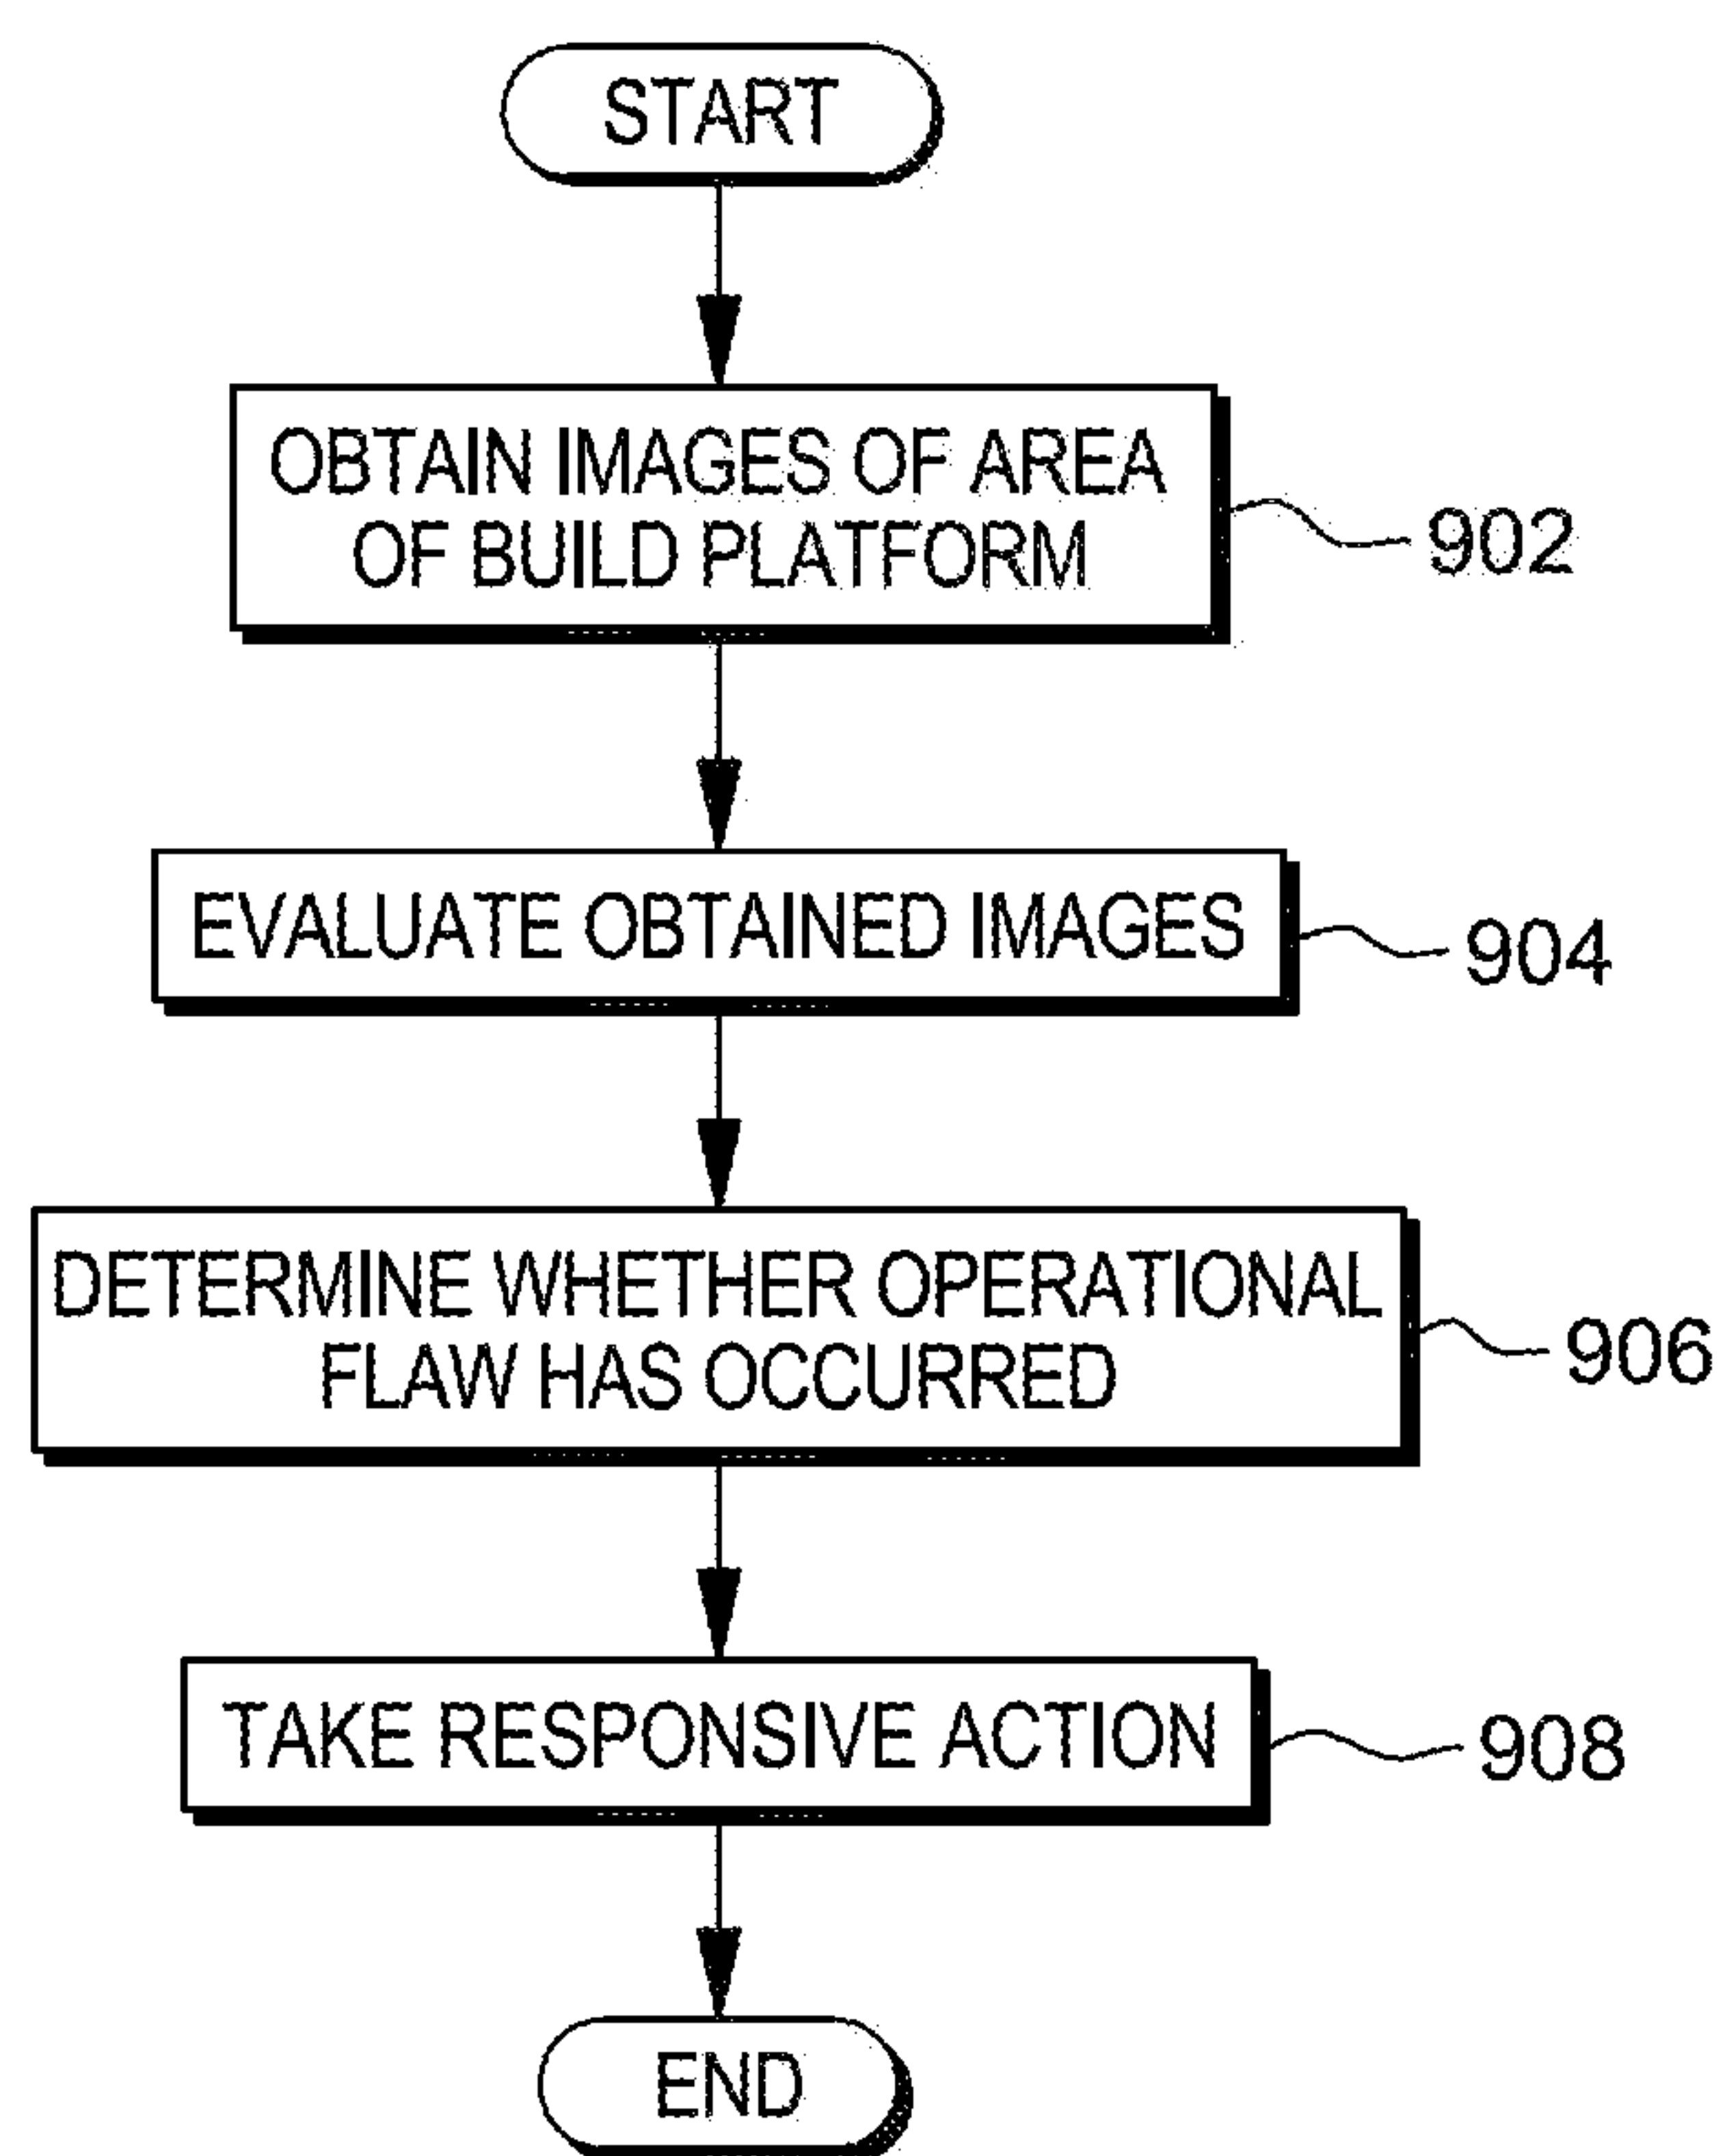 START
OBTAIN IMAGES OF AREA
OF BUILD PLATFORM
902
EVALUATE OBTAINED IMAGES
904
DETERMINE WHETHER OPERATIONAL
FLAW HAS OCCURRED
906
TAKE RESPONSIVE ACTION
908
END